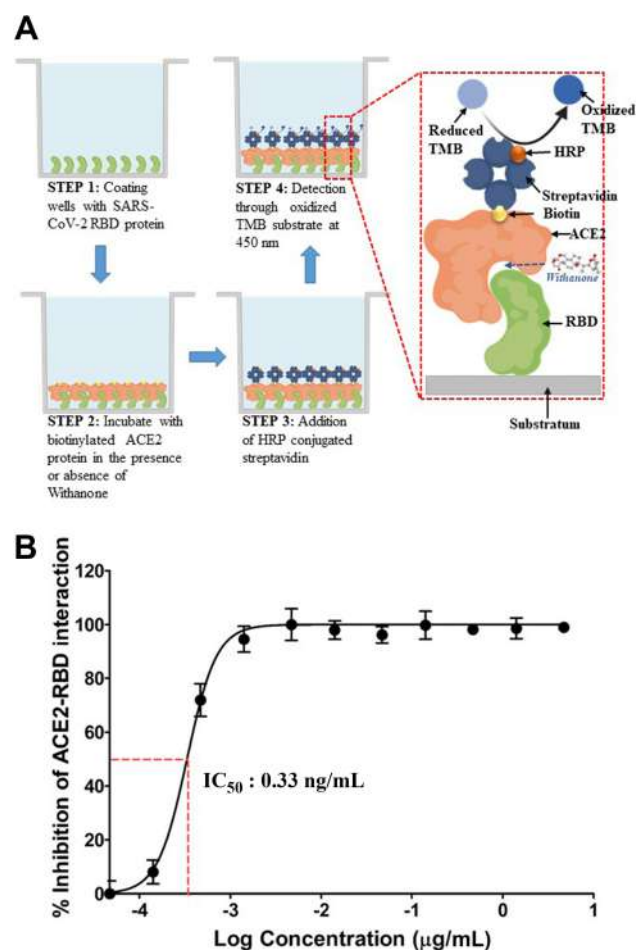 A
STEP 1: Coating
wells with SARS-
CoV-2 RBD protein
STEP 4: Detection
through oxidized
TMB substrate at
450 nm
STEP 2: Incubate with
biotinylated ACE2
protein in the presence
or absence of
Withanone
STEP 3: Addition
of HRP conjugated
streptavidin
Reduced
TMB
Oxidized
TMB
HRP
Streptavidin
Biotin
ACE2
Withanone
RBD
Substratum
B
% Inhibition of ACE2-RBD interaction
120
100
80
60
40
20
0
IC50 : 0.33 ng/mL
-4
-3
-2
-1
0
1
Log Concentration (μg/mL)